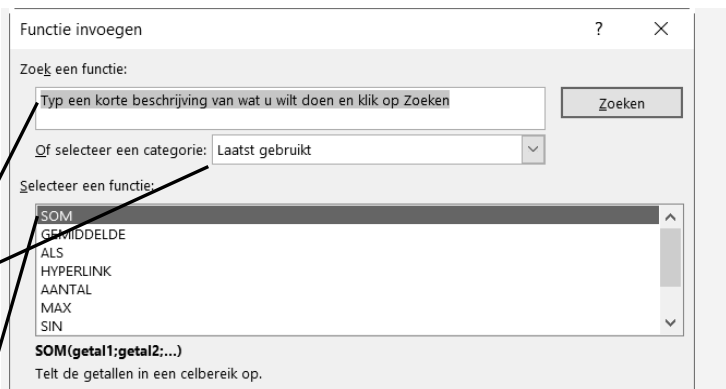 Functie invoegen ?
Zoek een functie:
Typ een korte beschrijving van wat u wilt doen en klik op Zoeken
Zoeken
Of selecteer een categorie: Laatst gebruikt
Selecteer een functie:
SOM
GEMIDDELDE
ALS
HYPERLINK
AANTAL
MAX
SIN
SOM(getal1;getal2;...)
Telt de getallen in een celbereik op.